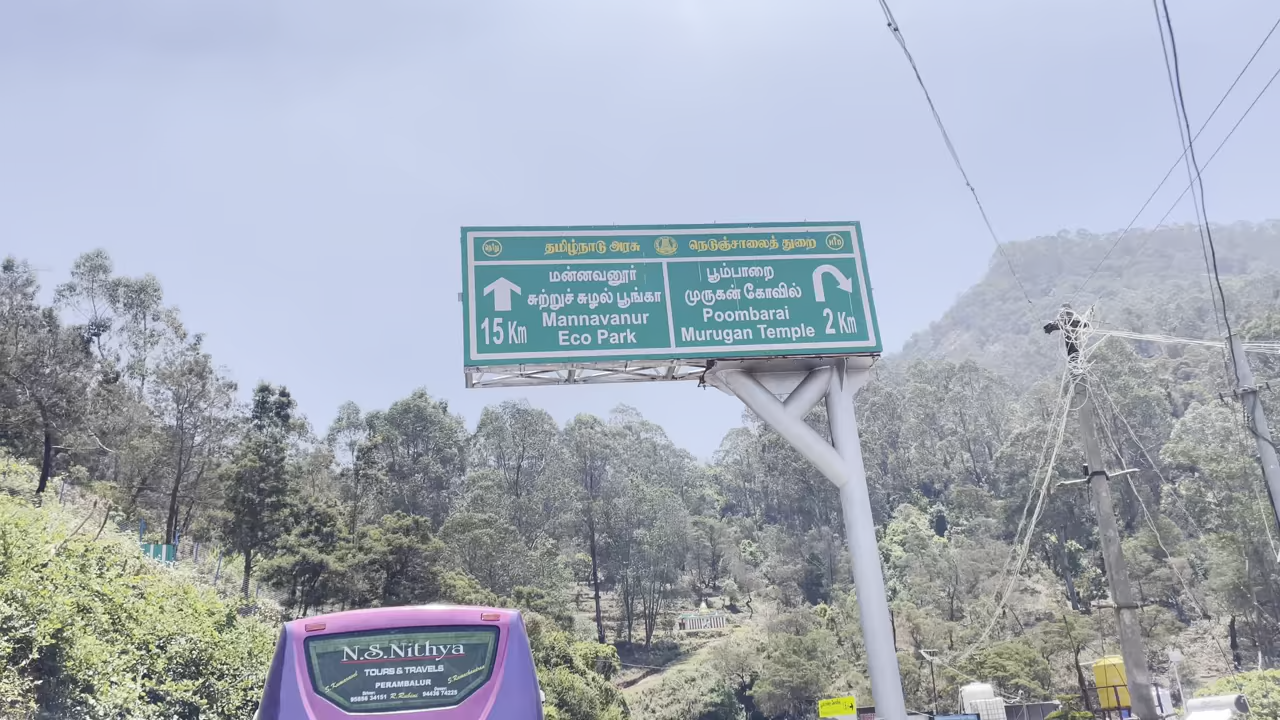 தமிழ்நாடு அரசு நெடுஞ்சாலைத் துறை
மன்னவனூர்
சுற்றுச் சுழல் பூங்கா
Mannavanur
Eco Park
15 Km
பூம்பாறை
முருகன் கோவில்
Poombarai
Murugan Temple
2 Km
N.S.Nithya
TOURS & TRAVELS
PERAMBALUR